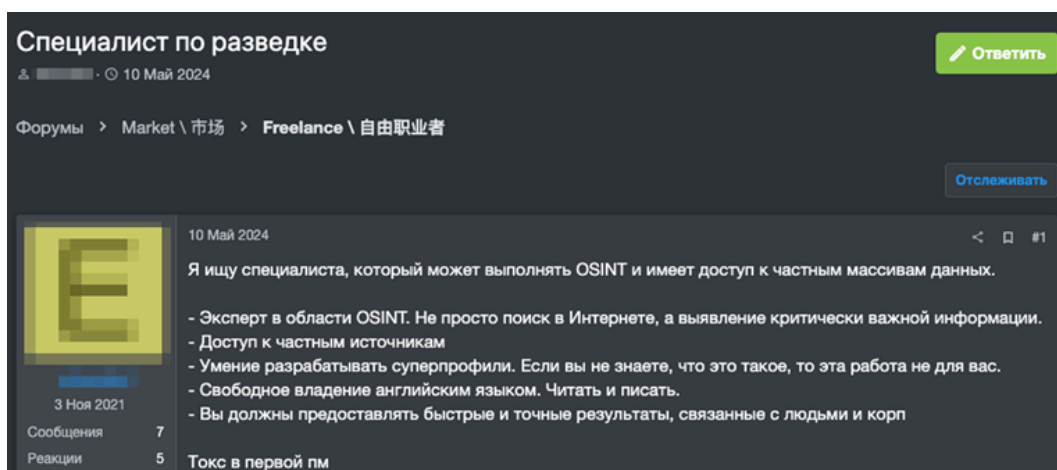 Специалист по разведке
Ответить
10 Май 2024
Форумы > Market \ 市场 > Freelance \ 自由职业者
Отслеживать
10 Май 2024
#1
Я ищу специалиста, который может выполнять OSINT и имеет доступ к частным массивам данных.
- Эксперт в области OSINT. Не просто поиск в Интернете, а выявление критически важной информации.
- Доступ к частным источникам
- Умение разрабатывать суперпрофили. Если вы не знаете, что это такое, то эта работа не для вас.
- Свободное владение английским языком. Читать и писать.
- Вы должны предоставлять быстрые и точные результаты, связанные с людьми и корп
Токс в первой пм
E
3 Ноя 2021
Сообщения 7
Реакции 5